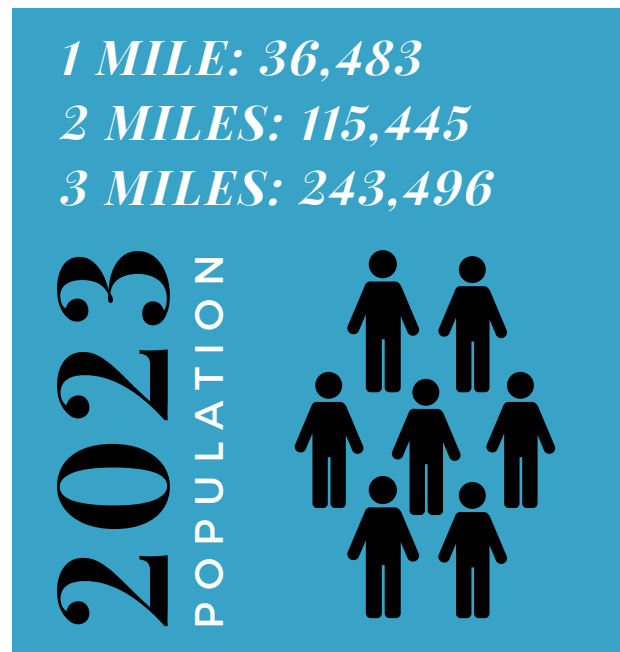 1 MILE: 36,483
2 MILES: 115,445
3 MILES: 243,496
2023
POPULATION